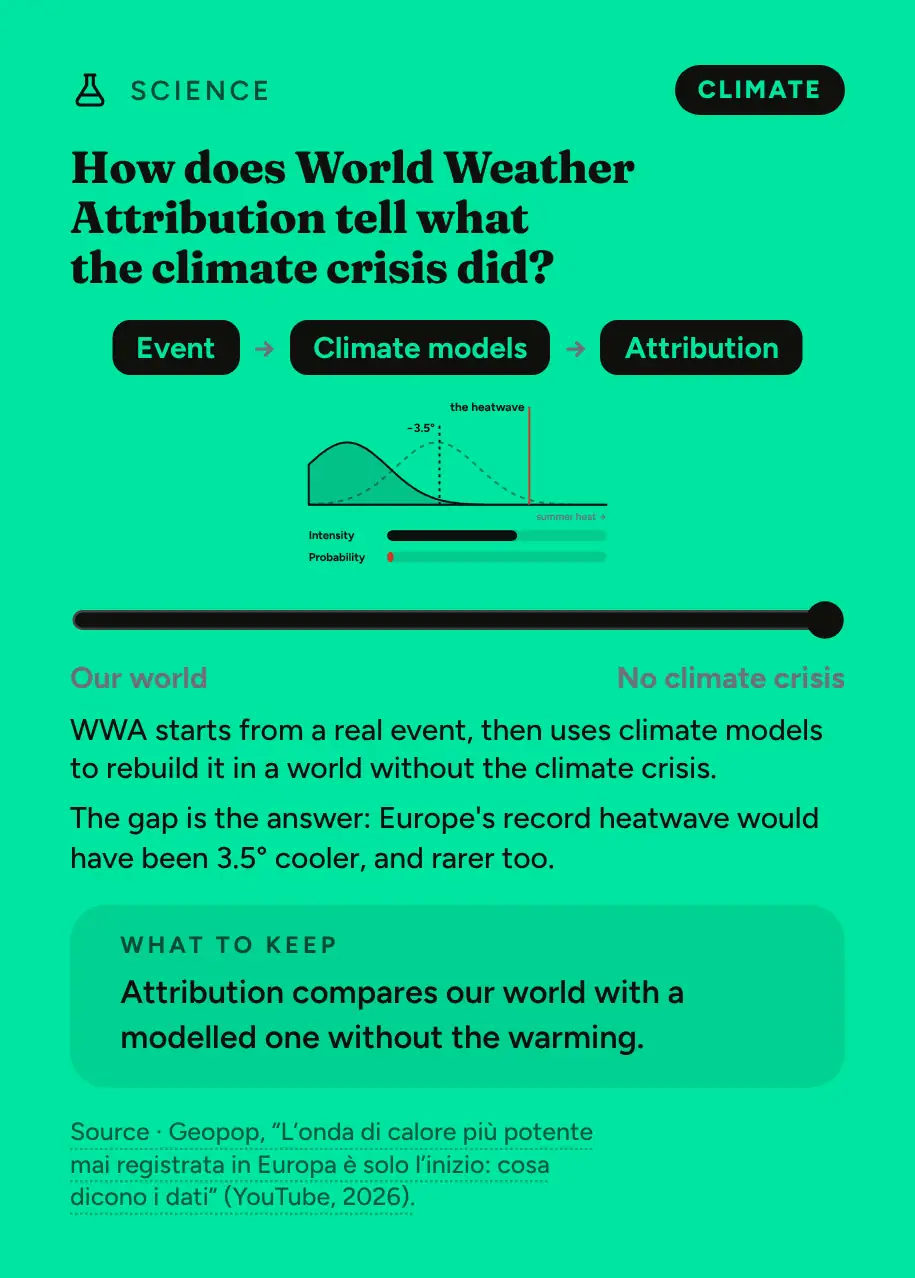 SCIENCE
CLIMATE
How does World Weather
Attribution tell what
the climate crisis did?
Event → Climate models → Attribution
the heatwave
−3.5°
summer heat →
Intensity
Probability
Our world
No climate crisis
WWA starts from a real event, then uses climate models
to rebuild it in a world without the climate crisis.
The gap is the answer: Europe's record heatwave would
have been 3.5° cooler, and rarer too.
WHAT TO KEEP
Attribution compares our world with a
modelled one without the warming.
Source · Geopop, “L’onda di calore più potente
mai registrata in Europa è solo l’inizio: cosa
dicono i dati” (YouTube, 2026).